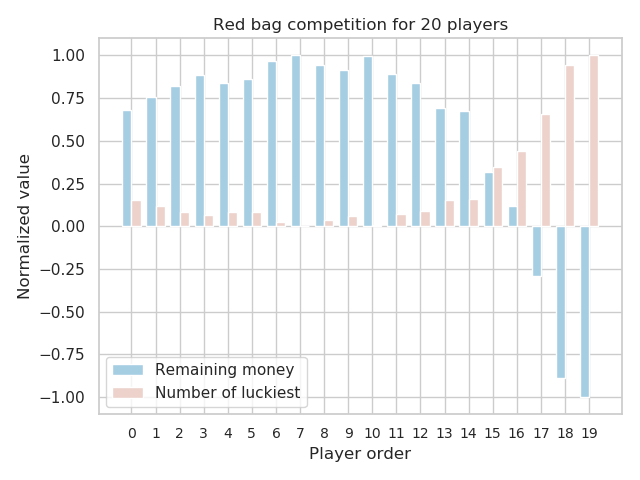 Red bag competition for 20 players
Normalized value
1.00
0.75
0.50
0.25
0.00
−0.25
−0.50
−0.75
−1.00
Remaining money
Number of luckiest
0 1 2 3 4 5 6 7 8 9 10 11 12 13 14 15 16 17 18 19
Player order